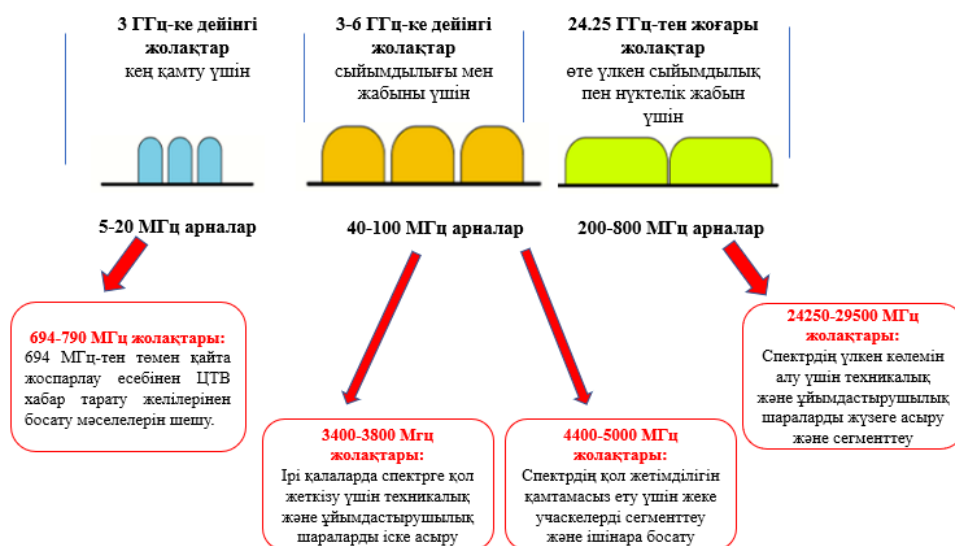 3 ГГц-ке дейінгі
жолақтар
кең қамту үшін
3-6 ГГц-ке дейінгі
жолақтар
сыйымдылығы мен
жабыны үшін
24.25 ГГц-тен жоғары
жолақтар
өте үлкен сыйымдылық
пен нүктелік жабын
үшін
5-20 МГц арналар
40-100 МГц арналар
200-800 МГц арналар
694-790 МГц жолақтары:
694 МГц-тен төмен қайта
жоспарлау есебінен ЦТВ
хабар тарату желілерінен
босату мәселелерін шешу.
3400-3800 Мгц
жолақтары:
Ірі қалаларда спектрге қол
жеткізу үшін техникалық
және ұйымдастырушылық
шараларды іске асыру
4400-5000 МГц
жолақтары:
Спектрдің қол жетімділігін
қамтамасыз ету үшін жеке
учаскелерді сегменттеу
және ішінара босату
24250-29500 МГц
жолақтары:
Спектрдің үлкен көлемін
алу үшін техникалық
және ұйымдастырушылық
шараларды жүзеге асыру
және сегменттеу